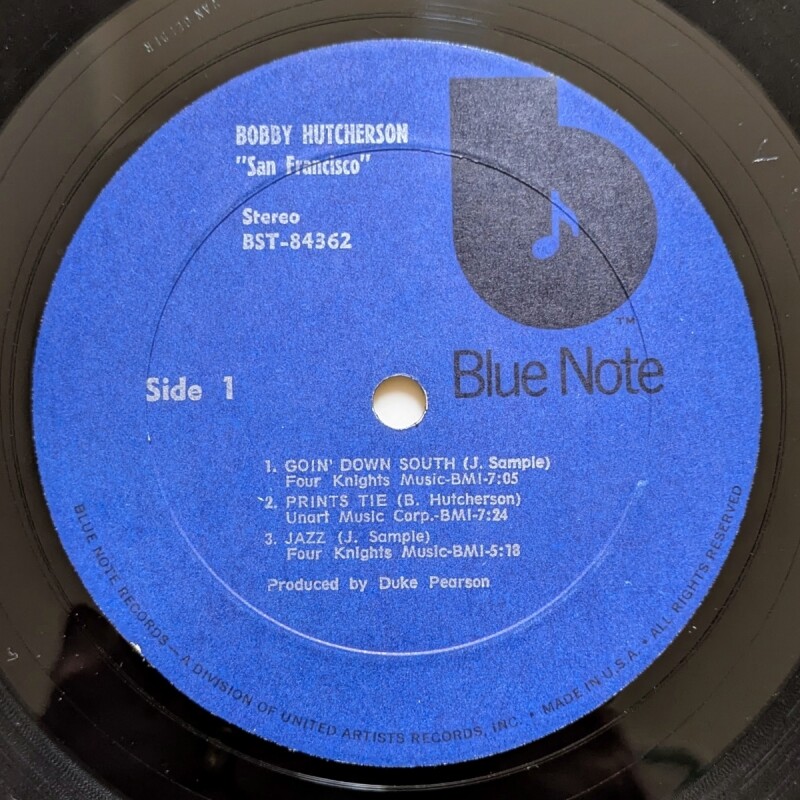 VAN GELDER
BOBBY HUTCHERSON
"San Francisco"
Stereo
BST-84362
TM
Blue Note
Side 1
1. GOIN' DOWN SOUTH (J. Sample)
Four Knights Music-BMI-7:05
2. PRINTS TIE (B. Hutcherson)
Unart Music Corp.-BMI-7:24
3. JAZZ (J. Sample)
Four Knights Music-BMI-5:18
Produced by Duke Pearson
BLUE NOTE RECORDS — A DIVISION OF UNITED ARTISTS RECORDS, INC. • MADE IN U.S.A. • ALL RIGHTS RESERVED